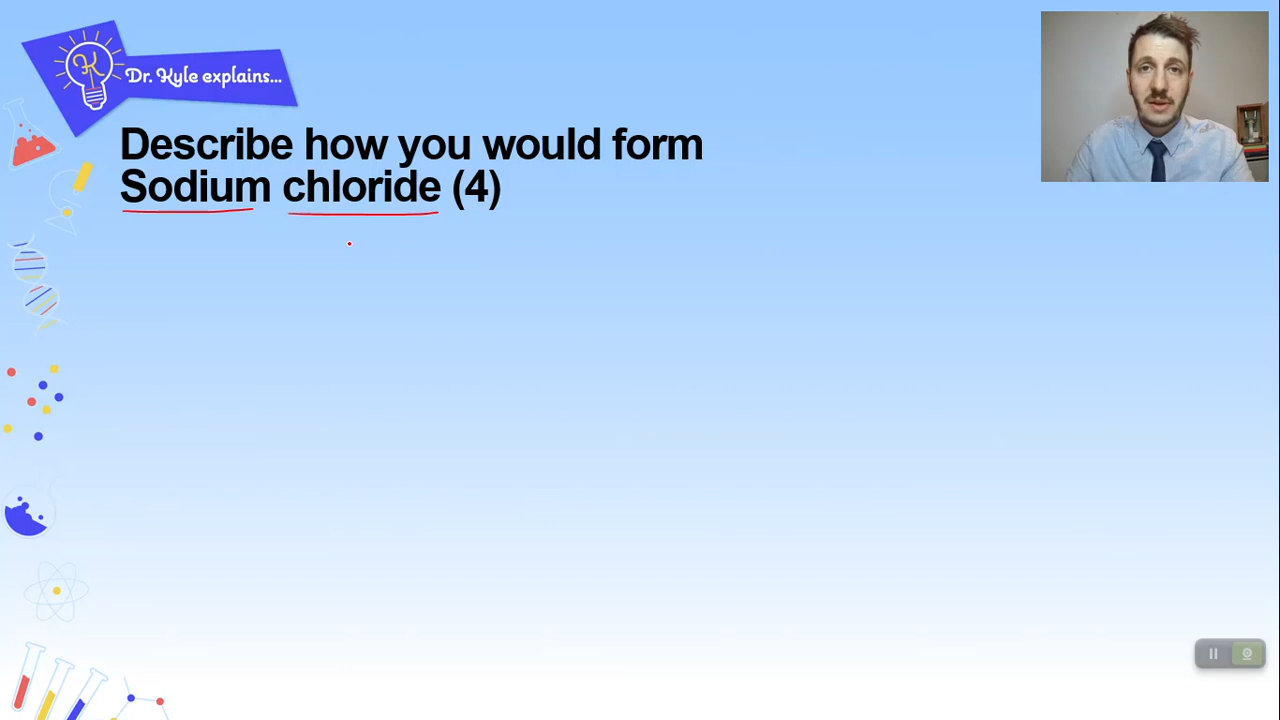 Dr. Kyle explains...
Describe how you would form
Sodium chloride (4)